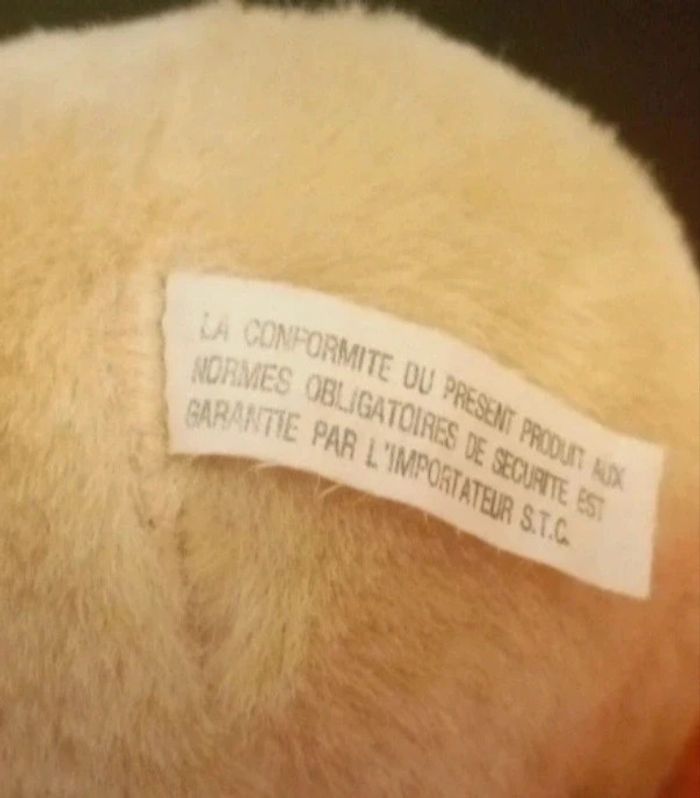 LA CONFORMITE DU PRESENT PRODUIT AUX
NORMES OBLIGATOIRES DE SECURITE EST
GARANTIE PAR L'IMPORTATEUR S.T.C.